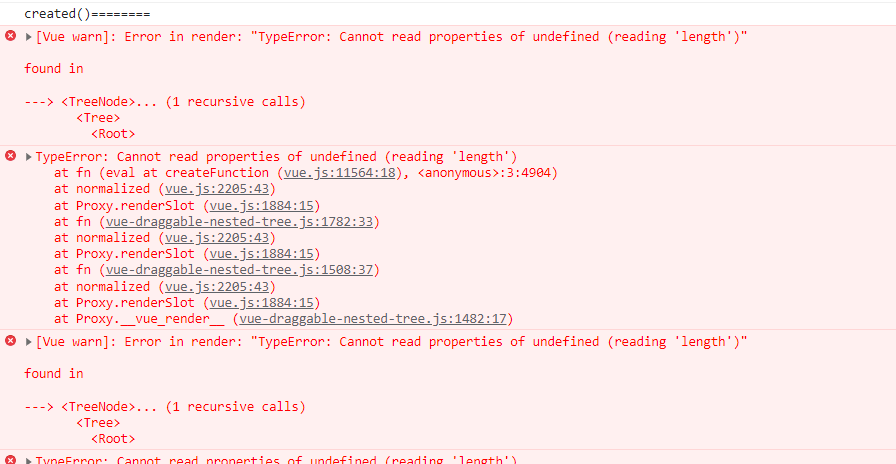 created()========
[Vue warn]: Error in render: "TypeError: Cannot read properties of undefined (reading 'length')"
found in
---> <TreeNode>... (1 recursive calls)
<Tree>
<Root>
TypeError: Cannot read properties of undefined (reading 'length')
at fn (eval at createFunction (vue.js:11564:18), <anonymous>:3:4904)
at normalized (vue.js:2205:43)
at Proxy.renderSlot (vue.js:1884:15)
at fn (vue-draggable-nested-tree.js:1782:33)
at normalized (vue.js:2205:43)
at Proxy.renderSlot (vue.js:1884:15)
at fn (vue-draggable-nested-tree.js:1508:37)
at normalized (vue.js:2205:43)
at Proxy.renderSlot (vue.js:1884:15)
at Proxy.__vue_render__ (vue-draggable-nested-tree.js:1482:17)
[Vue warn]: Error in render: "TypeError: Cannot read properties of undefined (reading 'length')"
found in
---> <TreeNode>... (1 recursive calls)
<Tree>
<Root>
TypeError: Cannot read properties of undefined (reading 'length')